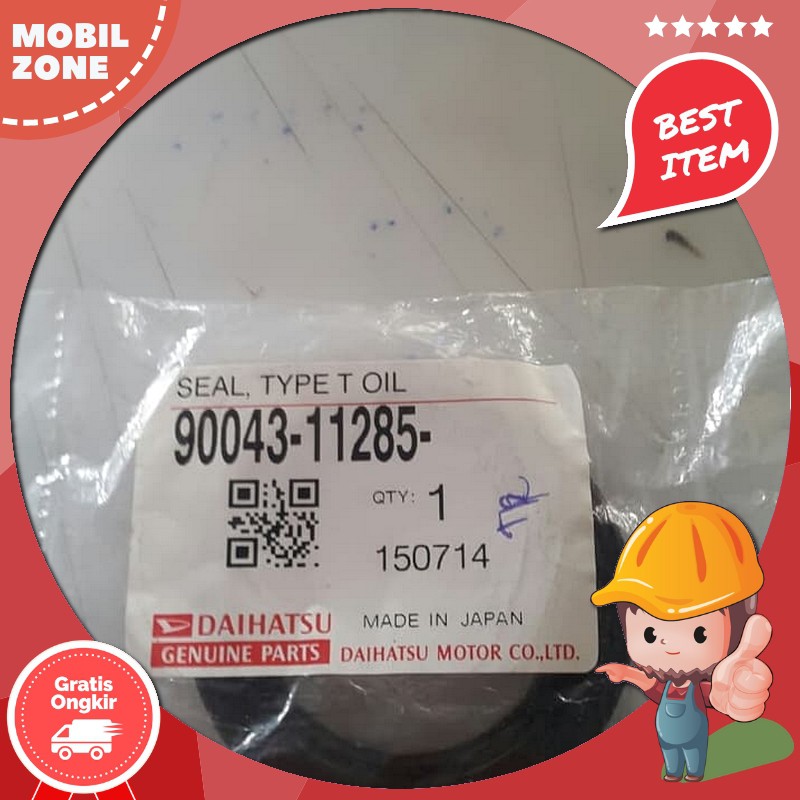 MOBIL
ZONE
BEST
ITEM
SEAL, TYPE T OIL
90043-11285-
QTY: 1
150714
DAIHATSU
MADE IN JAPAN
GENUINE PARTS
DAIHATSU MOTOR CO.,LTD.
Gratis
Ongkir